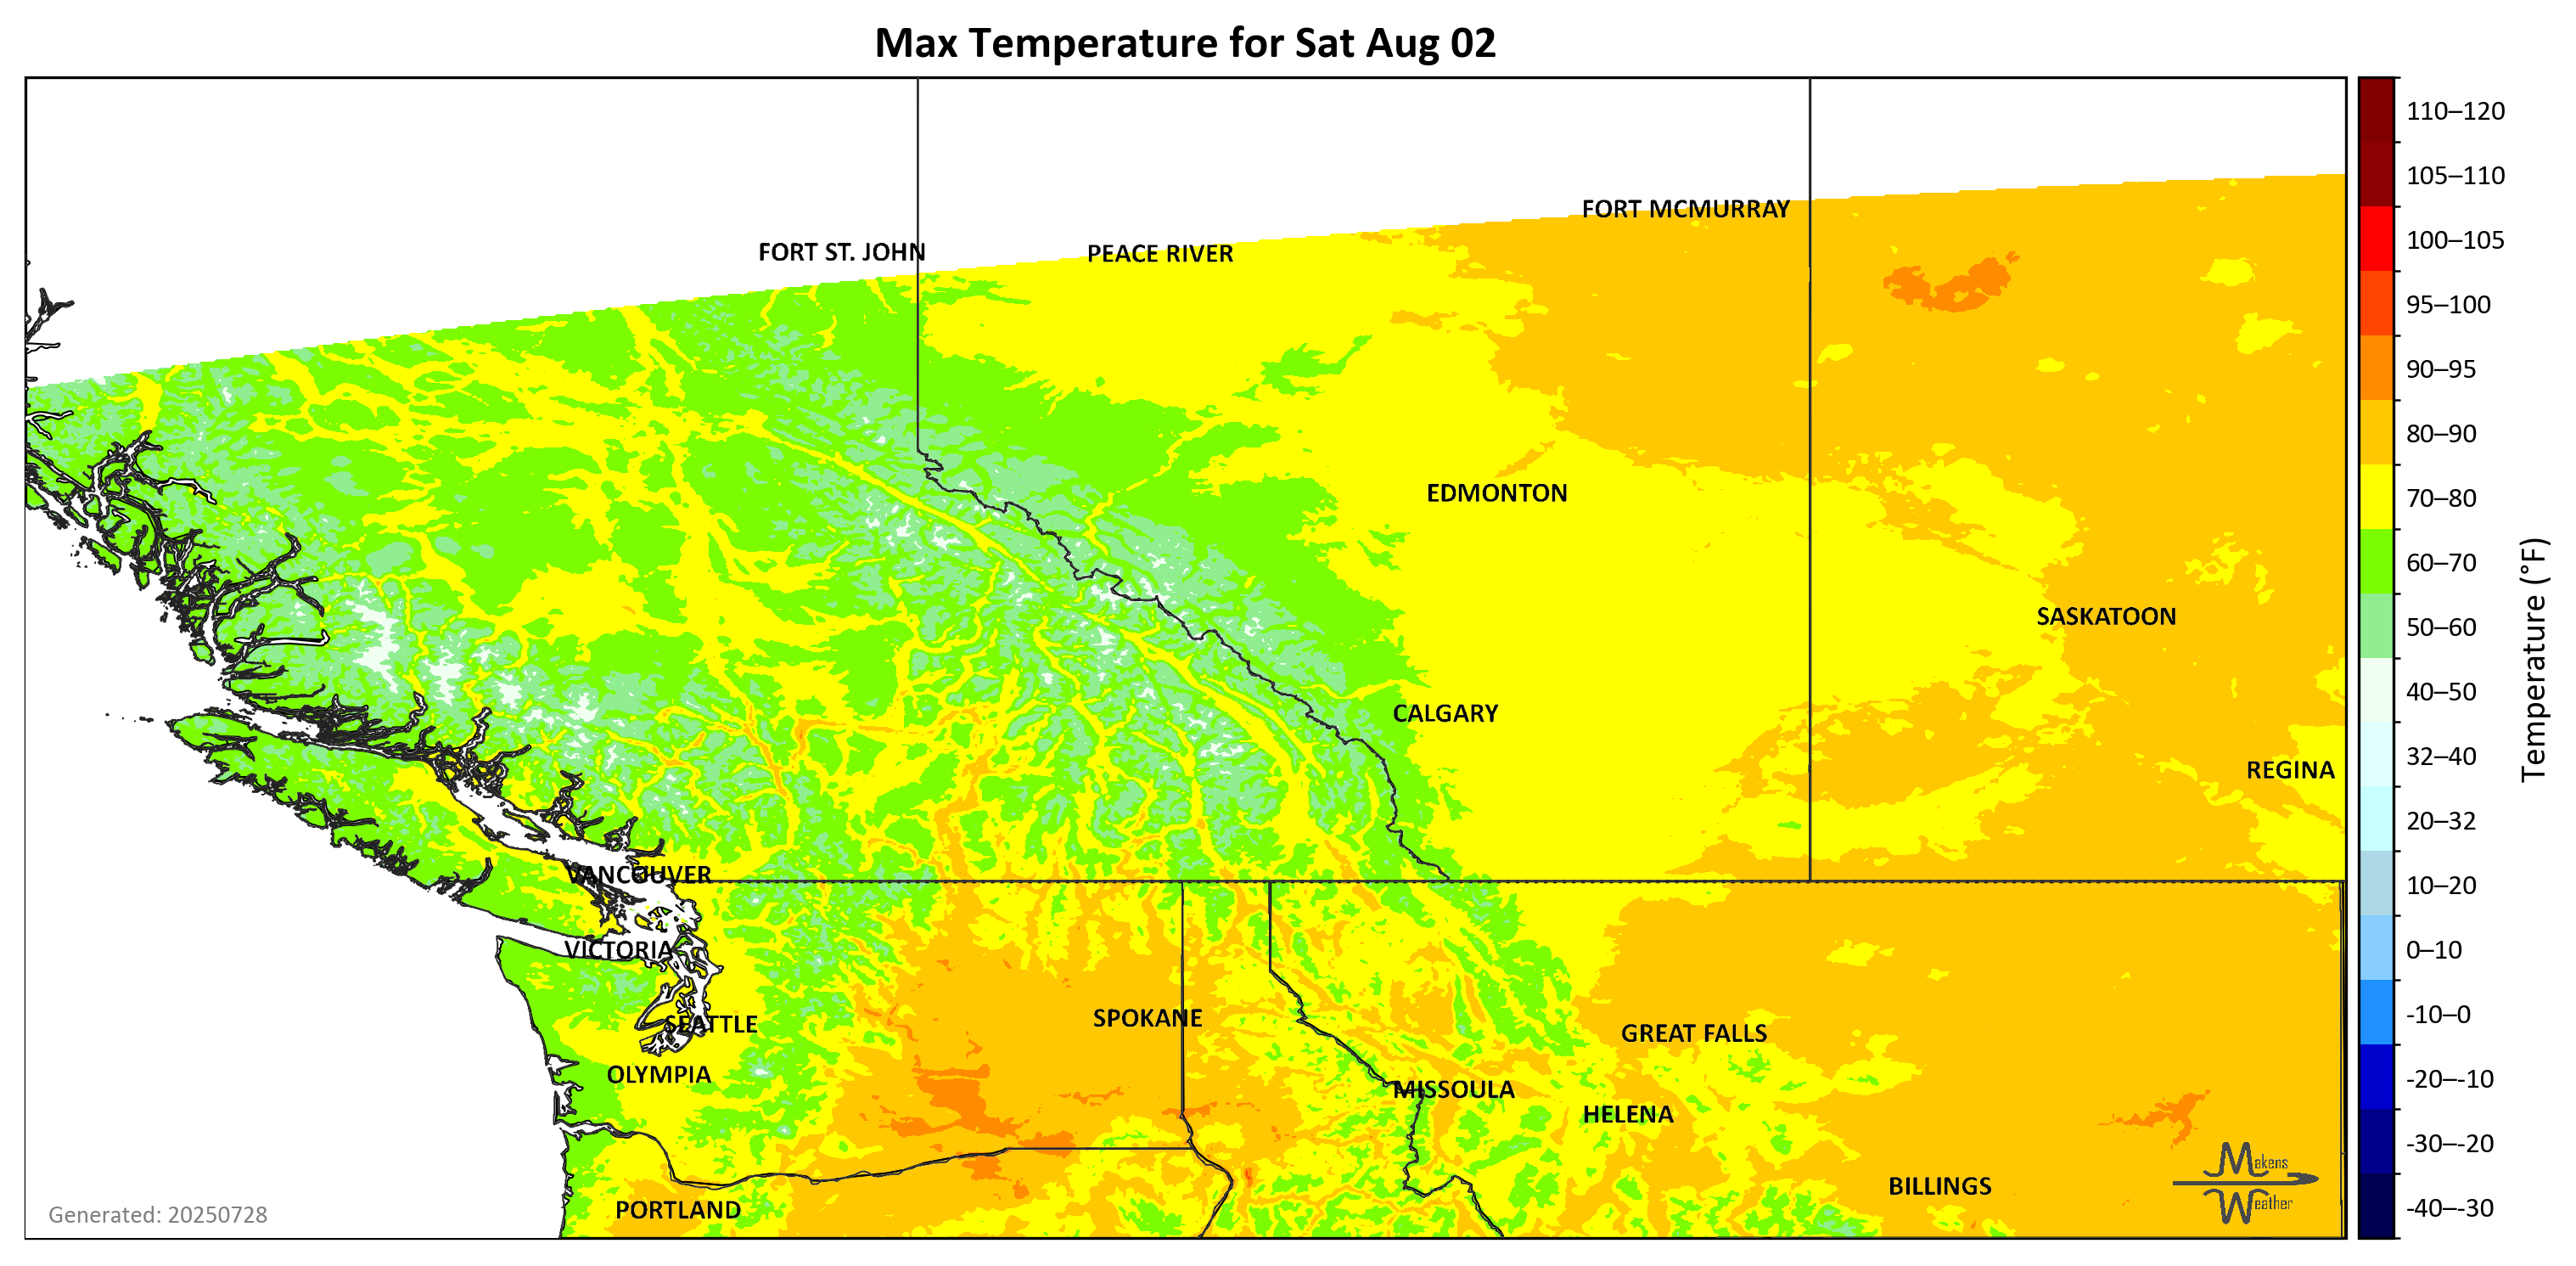 Max Temperature for Sat Aug 02
110–120
105–110
FORT MCMURRAY
100–105
FORT ST. JOHN
PEACE RIVER
95–100
90–95
80–90
EDMONTON
70–80
60–70
SASKATOON
50–60
40–50
CALGARY
32–40
REGINA
Temperature (°F)
20–32
VANCOUVER
10–20
VICTORIA
0–10
SPOKANE
-10–0
SEATTLE
GREAT FALLS
OLYMPIA
-20–-10
MISSOULA
HELENA
-30–-20
Makens
Weather
BILLINGS
PORTLAND
-40–-30
Generated: 20250728